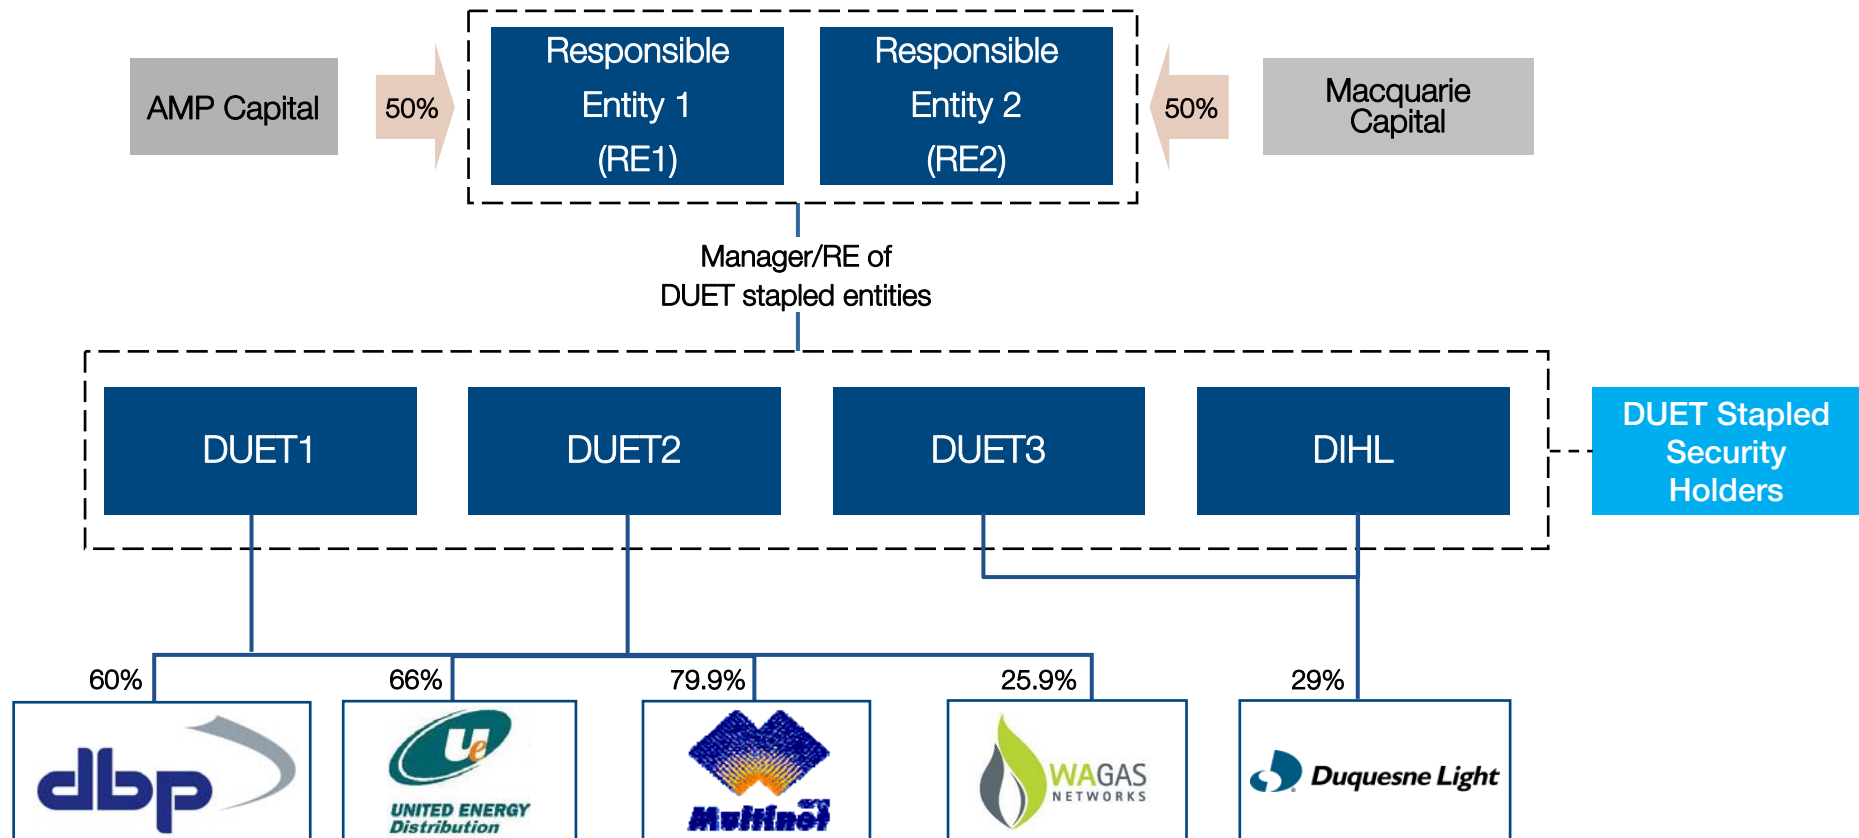 Responsible
Entity 1
(RE1)
Responsible
Entity 2
(RE2)
AMP Capital
50%
50%
Macquarie
Capital
Manager/RE of
DUET stapled entities
DUET1
DUET2
DUET3
DIHL
DUET Stapled
Security
Holders
60%
66%
79.9%
25.9%
29%
dbp
Ue
UNITED ENERGY
Distribution
Multinet
WAGAS
NETWORKS
Duquesne Light